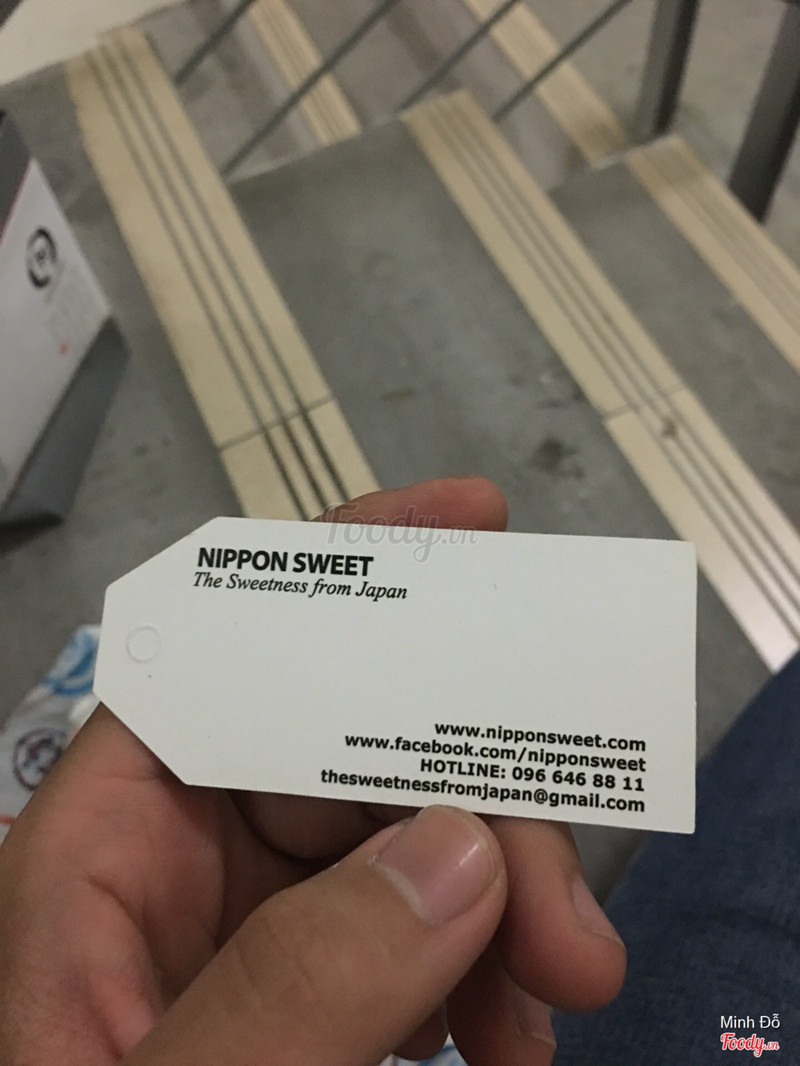 Foody.vn
NIPPON SWEET
The Sweetness from Japan
www.nipponsweet.com
www.facebook.com/nipponsweet
HOTLINE: 096 646 88 11
thesweetnessfromjapan@gmail.com
Minh Đỗ
Foody.vn